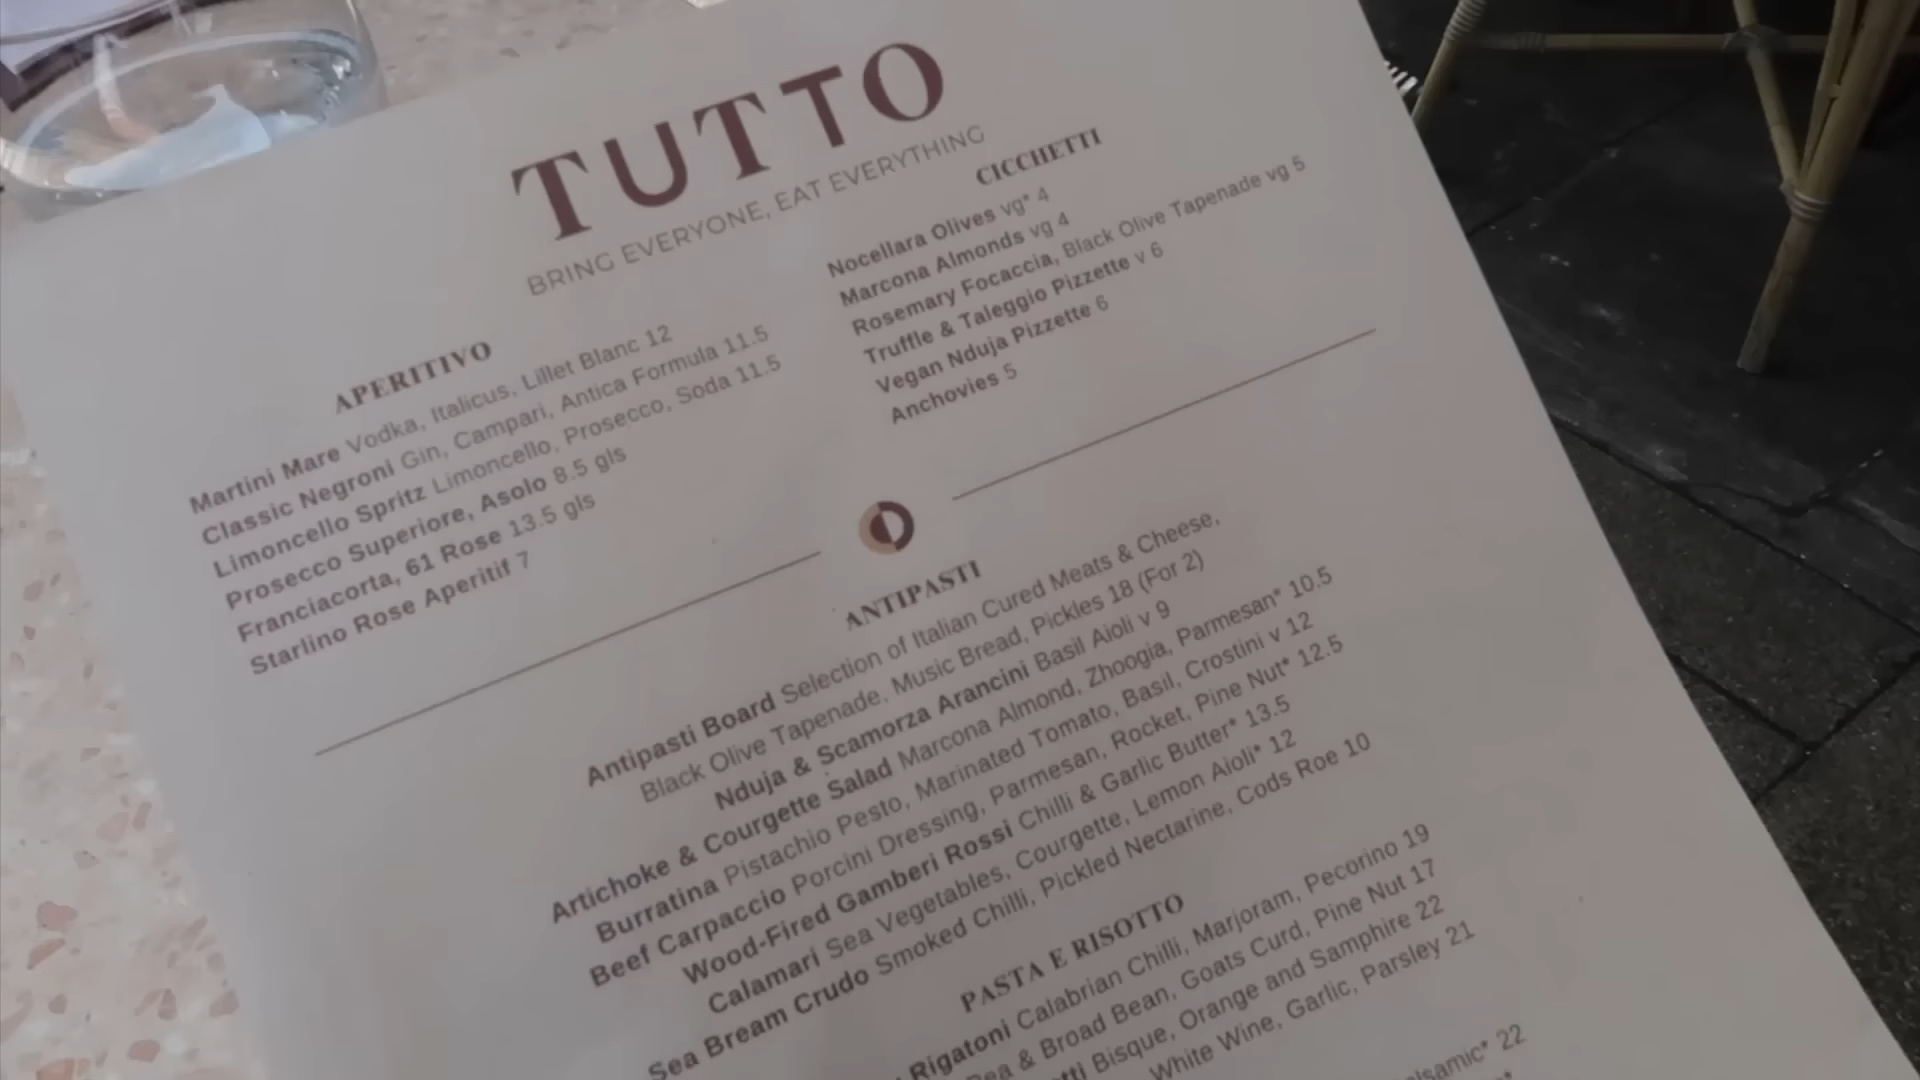 TUTTO
BRING EVERYONE, EAT EVERYTHING
APERITIVO
Martini Mare Vodka, Italicus, Lillet Blanc 12
Classic Negroni Gin, Campari, Antica Formula 11.5
Limoncello Spritz Limoncello, Prosecco, Soda 11.5
Prosecco Superiore, Asolo 8.5 gls
Franciacorta, 61 Rose 13.5 gls
Starlino Rose Aperitif 7
CICCHETTI
Nocellara Olives vg* 4
Marcona Almonds vg 4
Rosemary Focaccia, Black Olive Tapenade vg 5
Truffle & Taleggio Pizzette v 6
Vegan Nduja Pizzette 6
Anchovies 5
ANTIPASTI
Antipasti Board Selection of Italian Cured Meats & Cheese,
Black Olive Tapenade, Music Bread, Pickles 18 (For 2)
Nduja & Scamorza Arancini Basil Aioli v 9
Artichoke & Courgette Salad Marcona Almond, Zhoogia, Parmesan* 10.5
Burratina Pistachio Pesto, Marinated Tomato, Basil, Crostini v 12
Beef Carpaccio Porcini Dressing, Parmesan, Rocket, Pine Nut* 12.5
Wood-Fired Gamberi Rossi Chilli & Garlic Butter* 13.5
Calamari Sea Vegetables, Courgette, Lemon Aioli* 12
Sea Bream Crudo Smoked Chilli, Pickled Nectarine, Cods Roe 10
PASTA E RISOTTO
Rigatoni Calabrian Chilli, Marjoram, Pecorino 19
& Broad Bean, Goats Curd, Pine Nut 17
Bisque, Orange and Samphire 22
White Wine, Garlic, Parsley 21
22